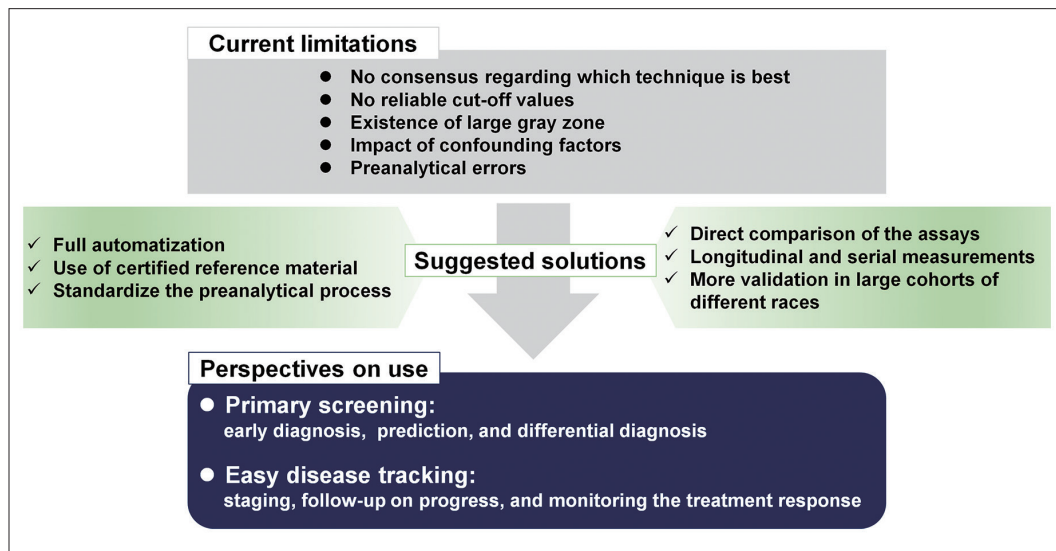 Current limitations
● No consensus regarding which technique is best
● No reliable cut-off values
● Existence of large gray zone
● Impact of confounding factors
● Preanalytical errors
✓ Full automatization
✓ Use of certified reference material
✓ Standardize the preanalytical process
Suggested solutions
✓ Direct comparison of the assays
✓ Longitudinal and serial measurements
✓ More validation in large cohorts of
different races
Perspectives on use
● Primary screening:
early diagnosis, prediction, and differential diagnosis
● Easy disease tracking:
staging, follow-up on progress, and monitoring the treatment response